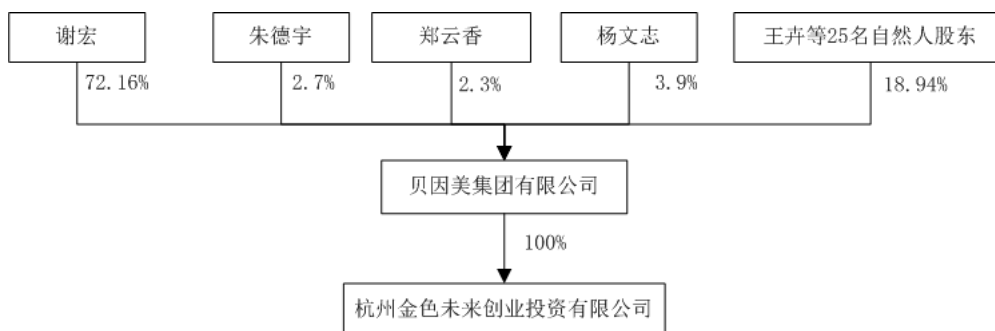 谢宏
朱德宇
郑云香
杨文志
王卉等25名自然人股东
72.16%
2.7%
2.3%
3.9%
18.94%
贝因美集团有限公司
100%
杭州金色未来创业投资有限公司